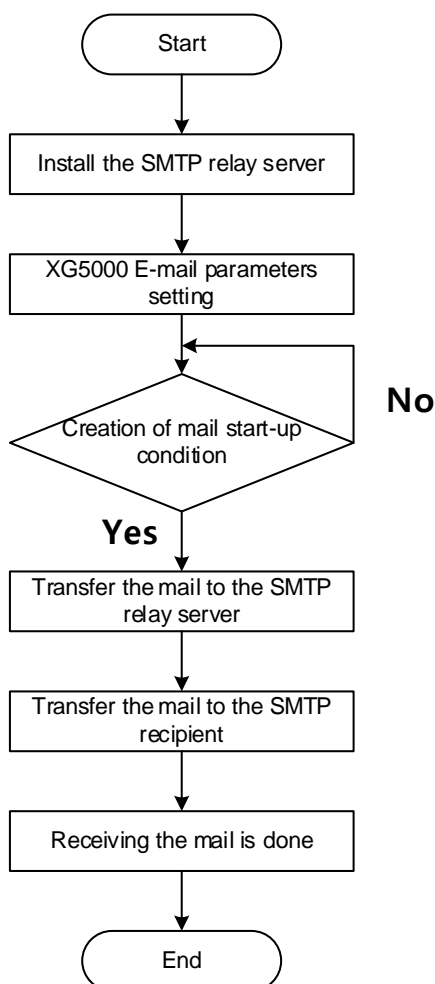 Start
Install the SMTP relay server
XG5000 E-mail parameters
setting
No
Creation of mail start-up
condition
Yes
Transfer the mail to the SMTP
relay server
Transfer the mail to the SMTP
recipient
Receiving the mail is done
End